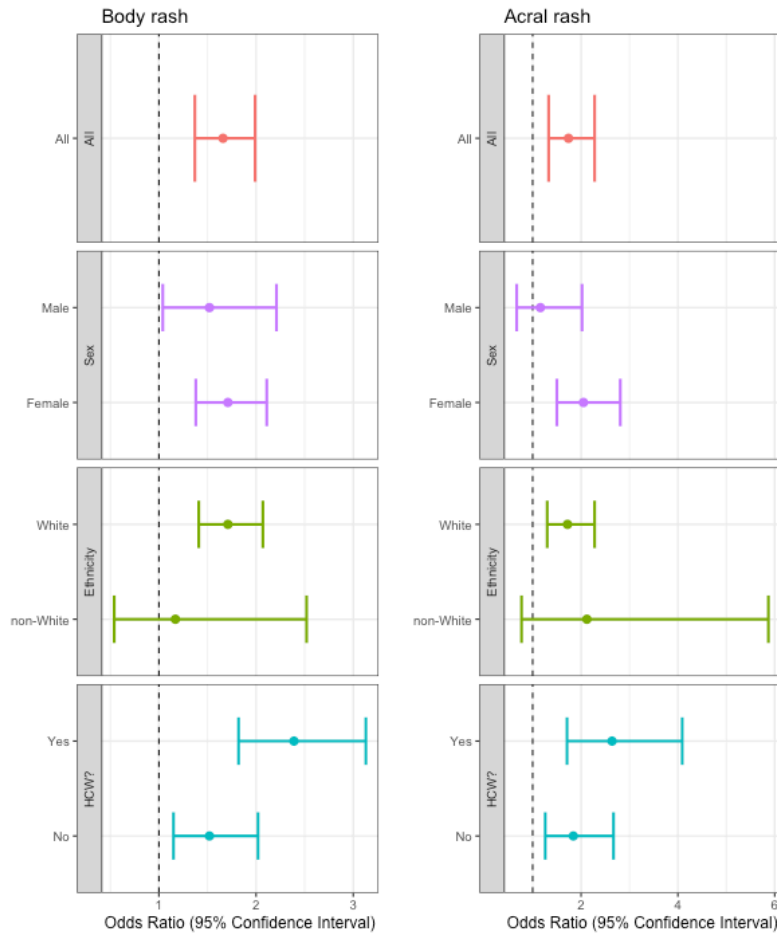 Body rash
All
All
Male
Female
Sex
White
non-White
Ethnicity
Yes
No
HCW?
1
2
3
Odds Ratio (95% Confidence Interval)
Acral rash
All
All
Male
Female
Sex
White
non-White
Ethnicity
Yes
No
HCW?
2
4
6
Odds Ratio (95% Confidence Interval)